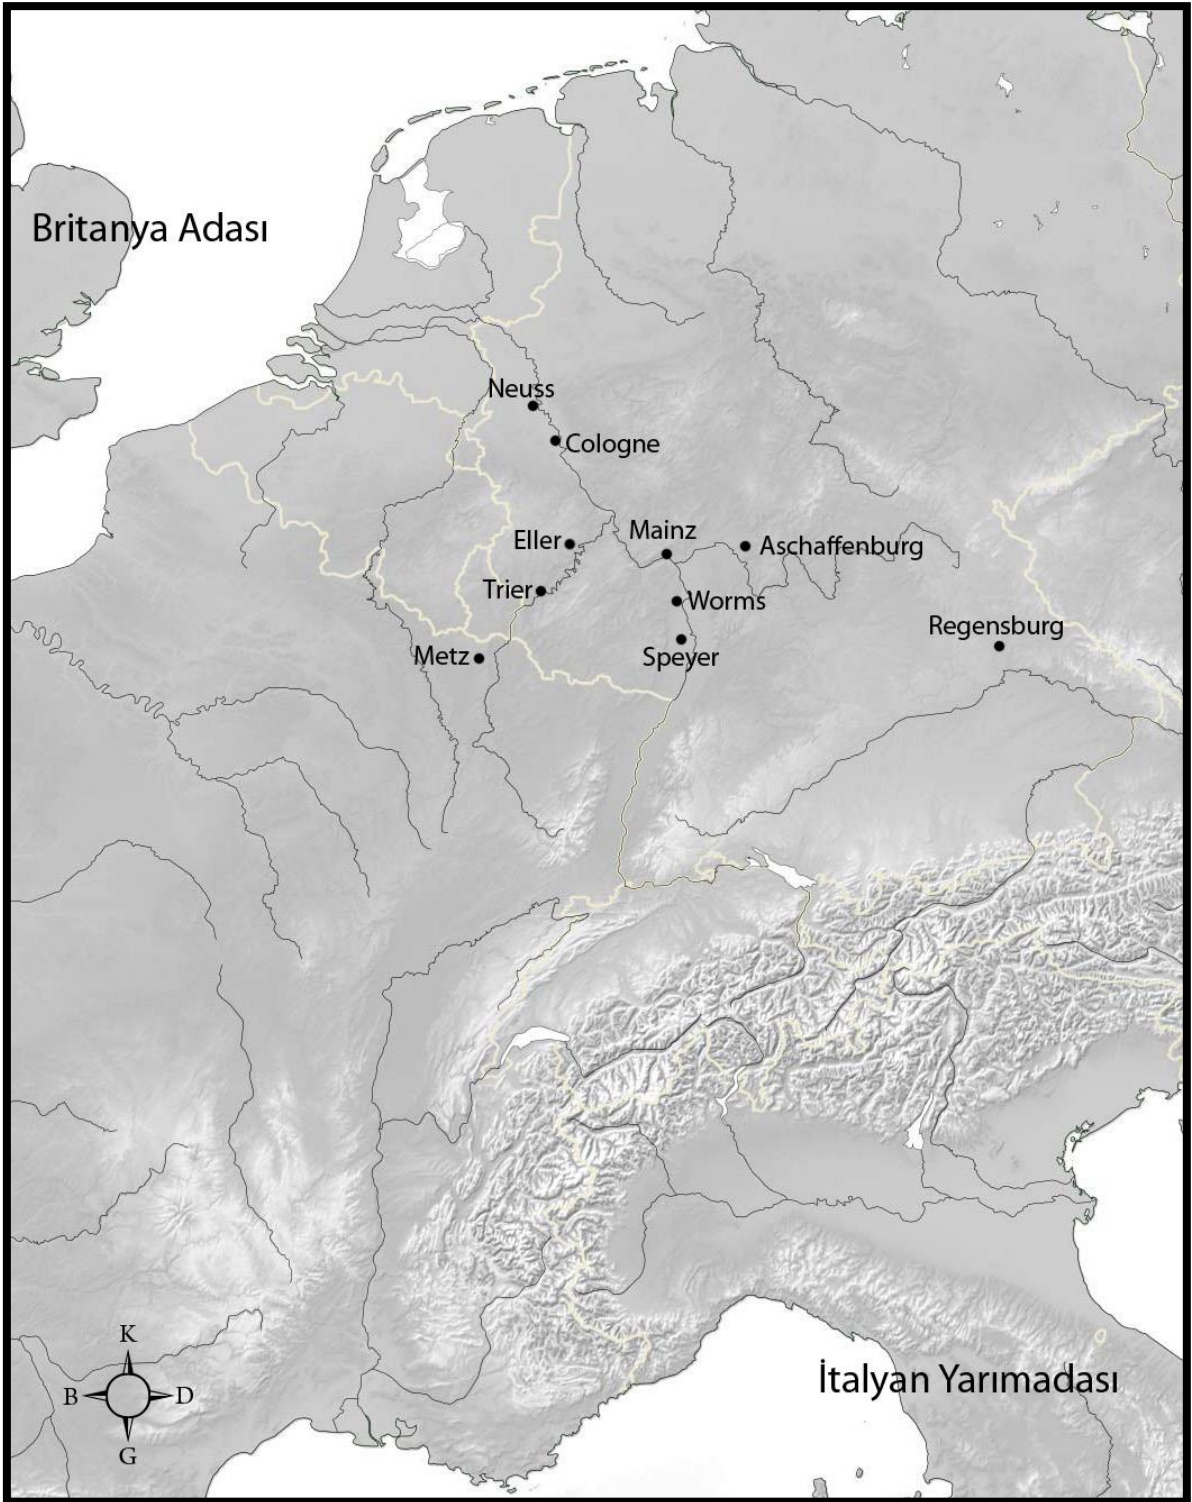 Britanya Adası
Neuss
Cologne
Eller
Mainz
Aschaffenburg
Trier
Worms
Regensburg
Metz
Speyer
İtalyan Yarımadası
K
B
D
G